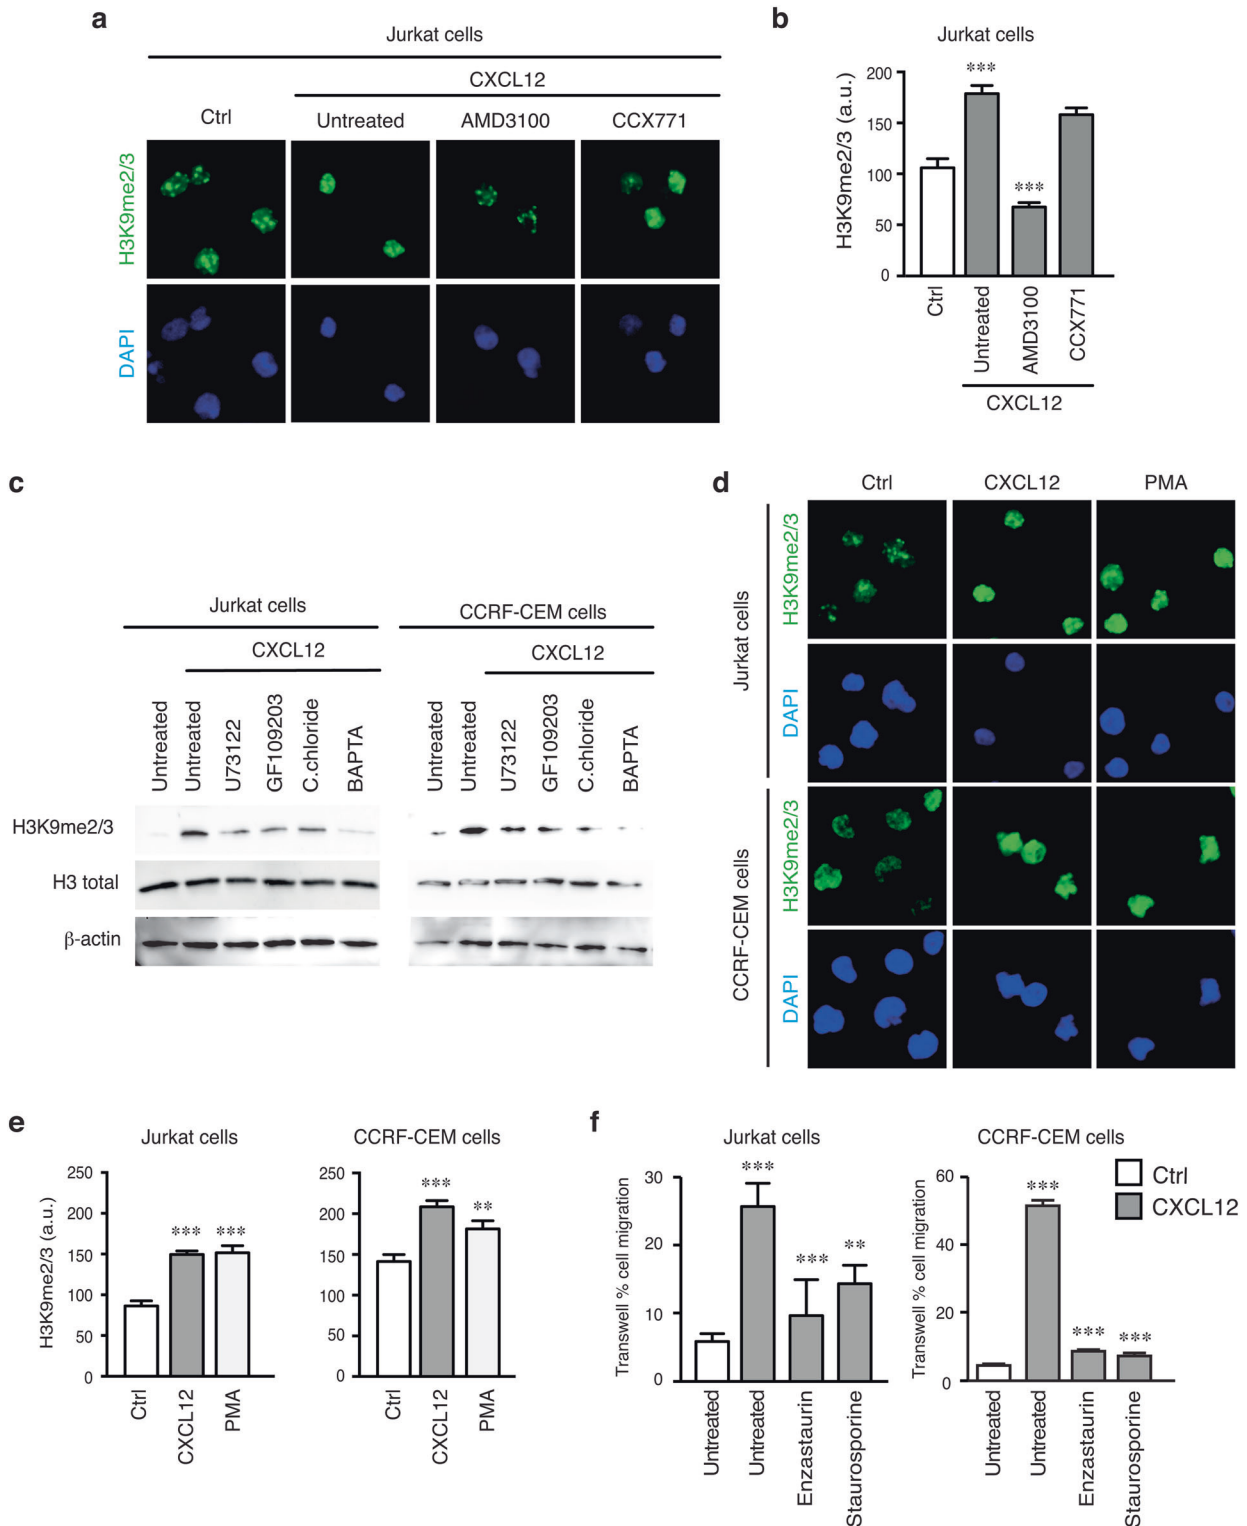 a
Jurkat cells
CXCL12
Ctrl
Untreated
AMD3100
CCX771
H3K9me2/3
DAPI
b
Jurkat cells
H3K9me2/3 (a.u.)
200
150
100
50
0
***
***
Ctrl
Untreated
AMD3100
CCX771
CXCL12
c
Jurkat cells
CXCL12
Untreated
Untreated
U73122
GF109203
C.chloride
BAPTA
CCRF-CEM cells
CXCL12
Untreated
Untreated
U73122
GF109203
C.chloride
BAPTA
H3K9me2/3
H3 total
β-actin
d
Ctrl
CXCL12
PMA
Jurkat cells
H3K9me2/3
DAPI
CCRF-CEM cells
H3K9me2/3
DAPI
e
Jurkat cells
H3K9me2/3 (a.u.)
250
200
150
100
50
0
***
***
Ctrl
CXCL12
PMA
CCRF-CEM cells
250
200
150
100
50
0
***
**
Ctrl
CXCL12
PMA
f
Jurkat cells
Transwell % cell migration
30
20
10
0
***
***
**
Untreated
Untreated
Enzastaurin
Staurosporine
CCRF-CEM cells
Transwell % cell migration
60
40
20
0
***
***
***
Untreated
Untreated
Enzastaurin
Staurosporine
Ctrl
CXCL12